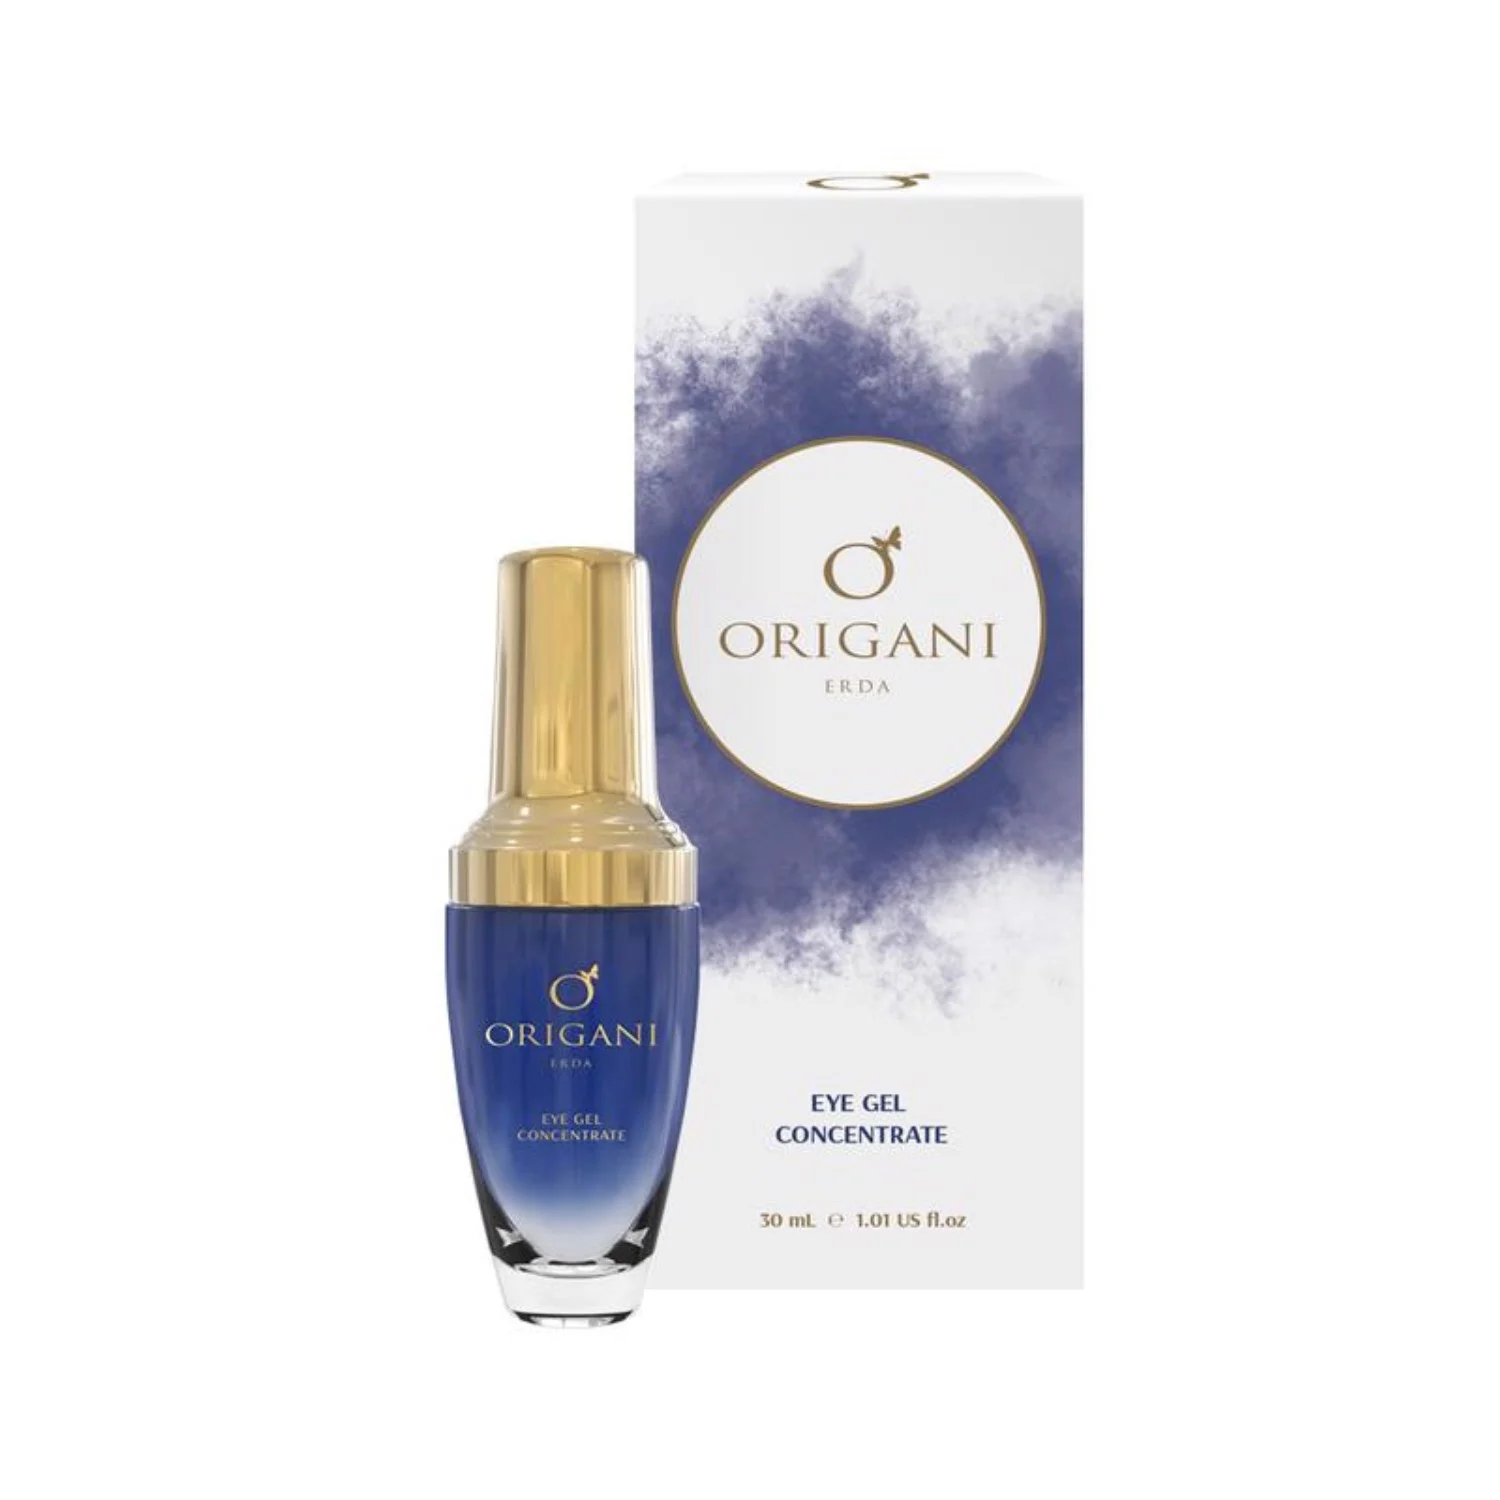 ORIGANI
ERDA
EYE GEL
CONCENTRATE
30 mL ℮ 1.01 US fl.oz
ORIGANI
ERDA
EYE GEL
CONCENTRATE